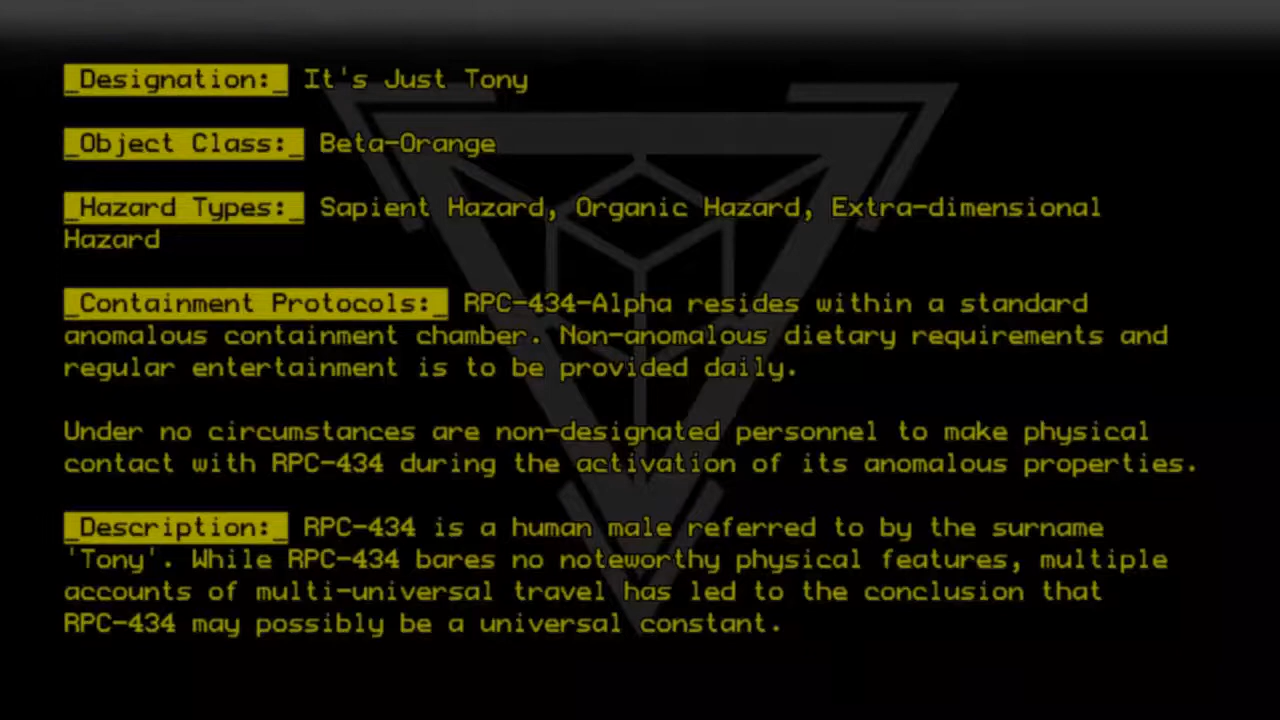 _Designation:_ It's Just Tony
_Object Class:_ Beta-Orange
_Hazard Types:_ Sapient Hazard, Organic Hazard, Extra-dimensional
Hazard
_Containment Protocols:_ RPC-434-Alpha resides within a standard
anomalous containment chamber. Non-anomalous dietary requirements and
regular entertainment is to be provided daily.
Under no circumstances are non-designated personnel to make physical
contact with RPC-434 during the activation of its anomalous properties.
_Description:_ RPC-434 is a human male referred to by the surname
'Tony'. While RPC-434 bares no noteworthy physical features, multiple
accounts of multi-universal travel has led to the conclusion that
RPC-434 may possibly be a universal constant.